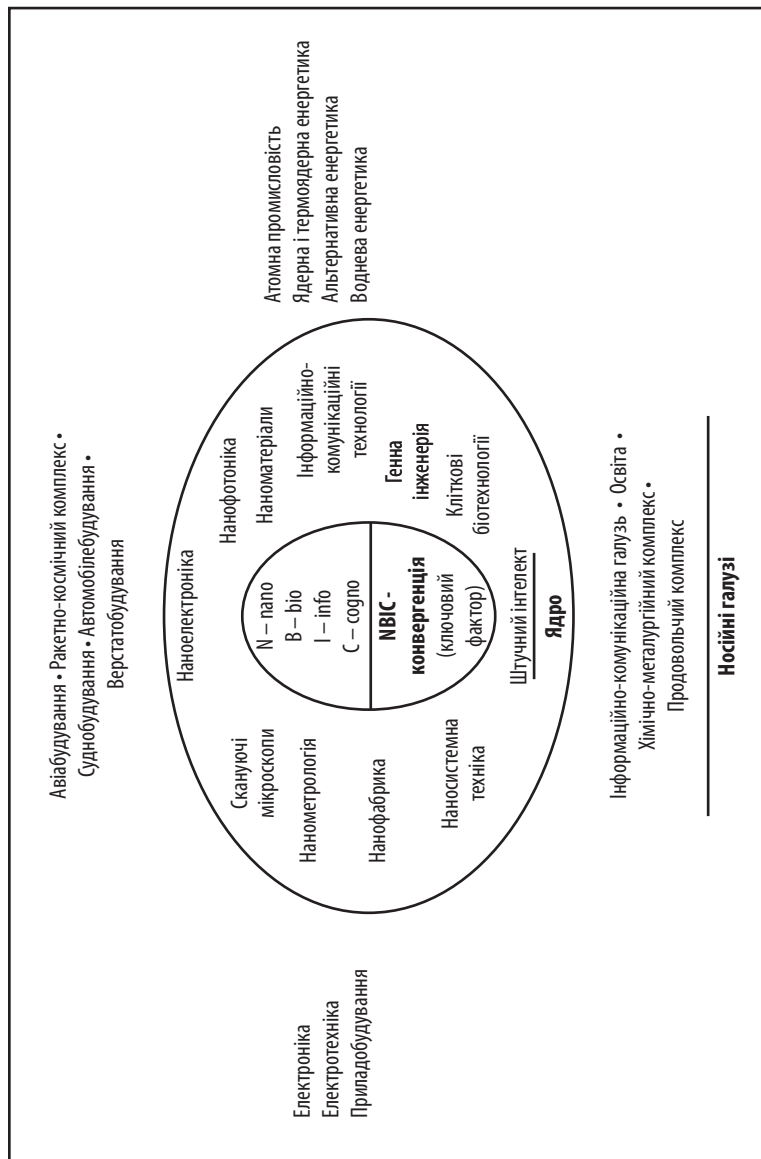 Авіабудування • Ракетно-космічний комплекс •
Суднобудування • Автомобілебудування •
Верстатобудування
Електроніка
Електротехніка
Приладобудування
Наноелектроніка
Скануючі
мікроскопи
Нанометрологія
Нанофабрика
Наносистемна
техніка
N – nano
B – bio
I – info
C – cogno
NBIC -
конвергенція
(ключовий
фактор)
Нанофотоніка
Наноматеріали
Інформаційно-
комунікаційні
технології
Генна
інженерія
Кліткові
біотехнології
Штучний інтелект
Ядро
Атомна промисловість
Ядерна і термоядерна енергетика
Альтернативна енергетика
Воднева енергетика
Інформаційно-комунікаційна галузь • Освіта •
Хімічно-металургійний комплекс •
Продовольчий комплекс
Носійні галузі